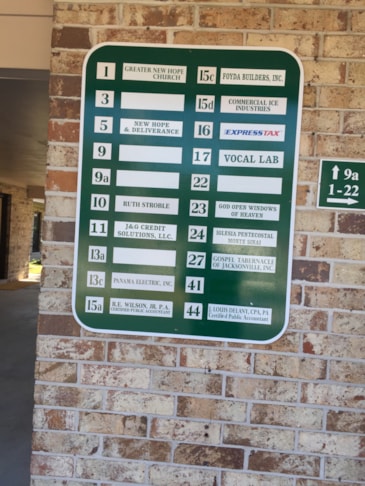 1 GREATER NEW HOPE
CHURCH
3
5 NEW HOPE
& DELIVERANCE
9
9a
10 RUTH STROBLE
11 J&G CREDIT
SOLUTIONS, LLC.
13a
13c PANAMA ELECTRIC, INC.
15a R.E. WILSON, JR. P.A.
CERTIFIED PUBLIC ACCOUNTANT
15c FOYDA BUILDERS, INC.
15d COMMERCIAL ICE
INDUSTRIES
16 EXPRESSTAX
17 VOCAL LAB
22
23 GOD OPEN WINDOWS
OF HEAVEN
24 IGLESIA PENTECOSTAL
MONTE SINAI
27 GOSPEL TABERNACLE
OF JACKSONVILLE, INC.
41
44 J. LOUIS DELANT, CPA, PA
Certified Public Accountant
↑ 9a
1-22
→